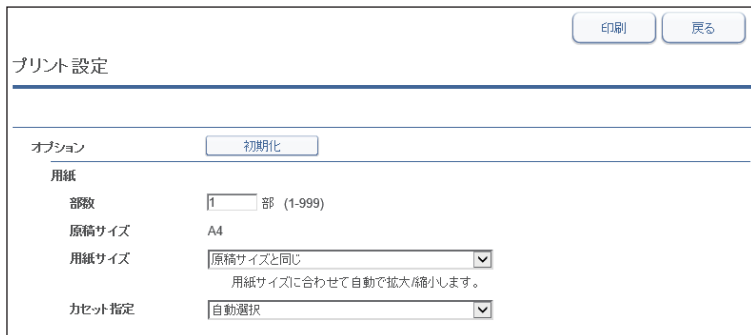 印刷 戻る
プリント設定
オプション 初期化
用紙
部数 1 部 (1-999)
原稿サイズ A4
用紙サイズ 原稿サイズと同じ
用紙サイズに合わせて自動で拡大/縮小します。
カセット指定 自動選択